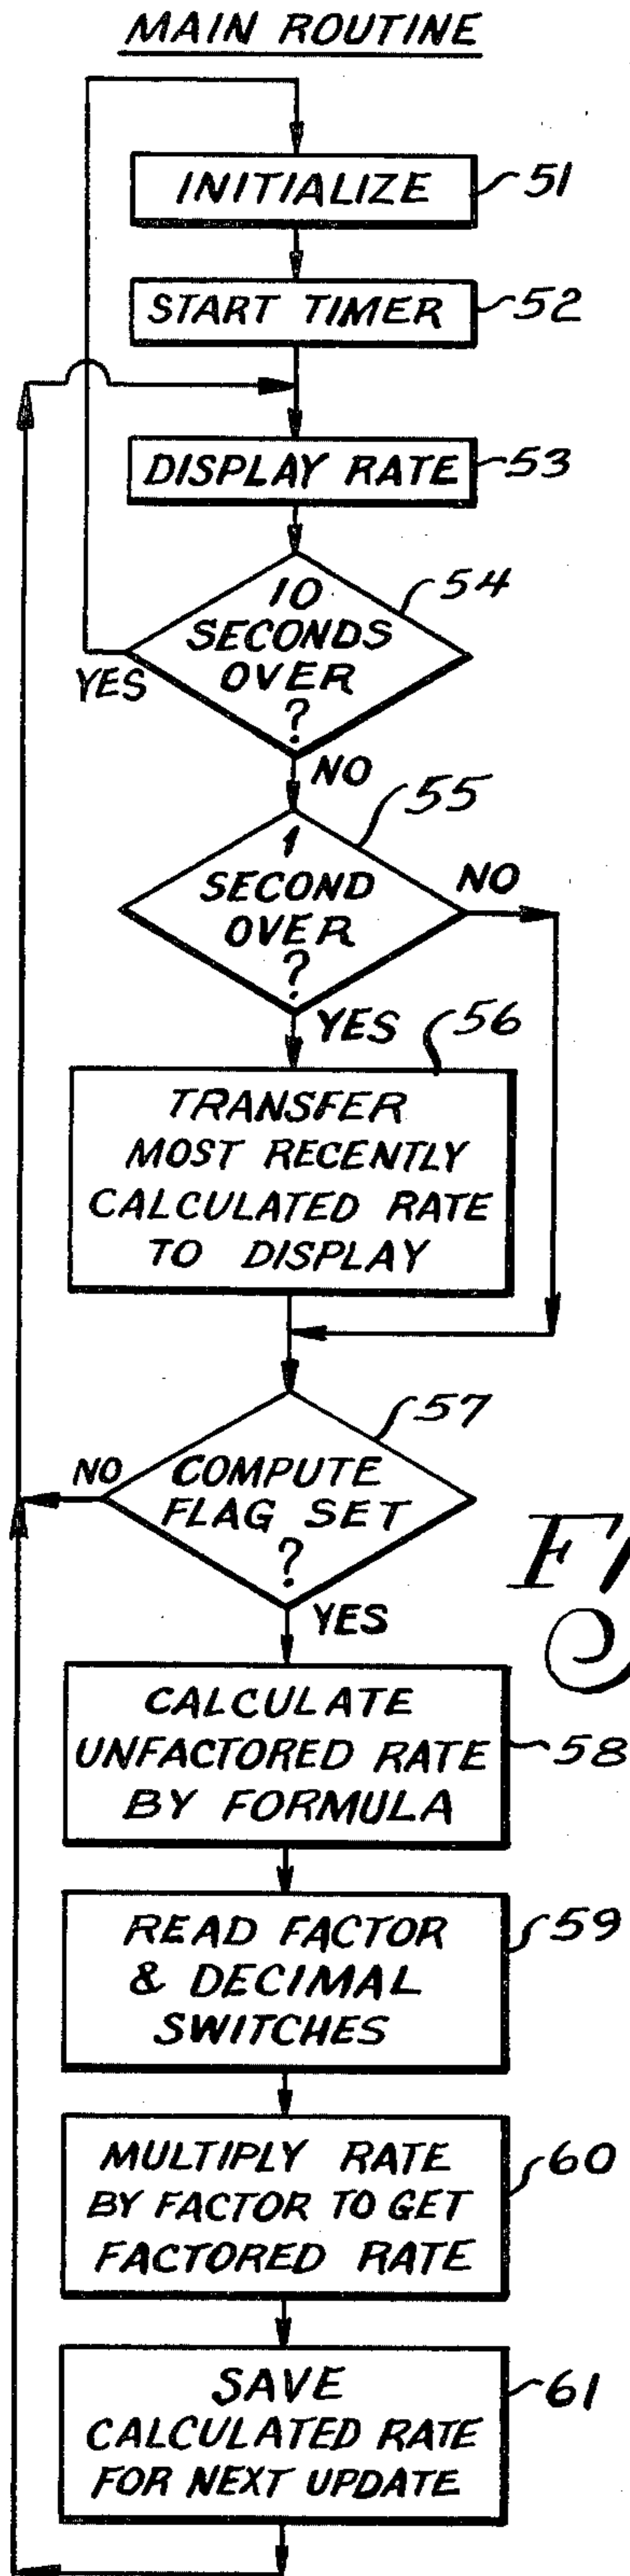 MAIN ROUTINE
INITIALIZE
51
START TIMER
52
DISPLAY RATE
53
10
SECONDS
OVER
?
54
YES
NO
1
SECOND
OVER
?
55
NO
YES
TRANSFER
MOST RECENTLY
CALCULATED RATE
TO DISPLAY
56
COMPUTE
FLAG SET
?
57
NO
YES
CALCULATE
UNFACTORED RATE
BY FORMULA
58
READ FACTOR
& DECIMAL
SWITCHES
59
MULTIPLY RATE
BY FACTOR TO GET
FACTORED RATE
60
SAVE
CALCULATED RATE
FOR NEXT UPDATE
61